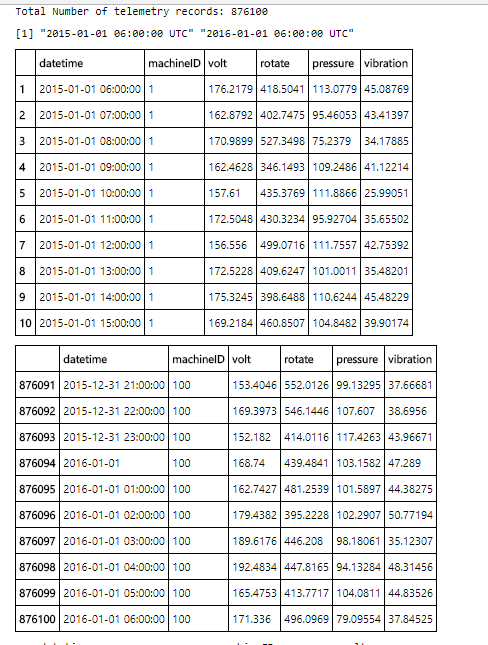 Total Number of telemetry records: 876100
[1] "2015-01-01 06:00:00 UTC" "2016-01-01 06:00:00 UTC"
datetime machineID volt rotate pressure vibration
1 2015-01-01 06:00:00 1 176.2179 418.5041 113.0779 45.08769
2 2015-01-01 07:00:00 1 162.8792 402.7475 95.46053 43.41397
3 2015-01-01 08:00:00 1 170.9899 527.3498 75.2379 34.17885
4 2015-01-01 09:00:00 1 162.4628 346.1493 109.2486 41.12214
5 2015-01-01 10:00:00 1 157.61 435.3769 111.8866 25.99051
6 2015-01-01 11:00:00 1 172.5048 430.3234 95.92704 35.65502
7 2015-01-01 12:00:00 1 156.556 499.0716 111.7557 42.75392
8 2015-01-01 13:00:00 1 172.5228 409.6247 101.0011 35.48201
9 2015-01-01 14:00:00 1 175.3245 398.6488 110.6244 45.48229
10 2015-01-01 15:00:00 1 169.2184 460.8507 104.8482 39.90174
datetime machineID volt rotate pressure vibration
876091 2015-12-31 21:00:00 100 153.4046 552.0126 99.13295 37.66681
876092 2015-12-31 22:00:00 100 169.3973 546.1446 107.607 38.6956
876093 2015-12-31 23:00:00 100 152.182 414.0116 117.4263 43.96671
876094 2016-01-01 100 168.74 439.4841 103.1582 47.289
876095 2016-01-01 01:00:00 100 162.7427 481.2539 101.5897 44.38275
876096 2016-01-01 02:00:00 100 179.4382 395.2228 102.2907 50.77194
876097 2016-01-01 03:00:00 100 189.6176 446.208 98.18061 35.12307
876098 2016-01-01 04:00:00 100 192.4834 447.8165 94.13284 48.31456
876099 2016-01-01 05:00:00 100 165.4753 413.7717 104.0811 44.83526
876100 2016-01-01 06:00:00 100 171.336 496.0969 79.09554 37.84525